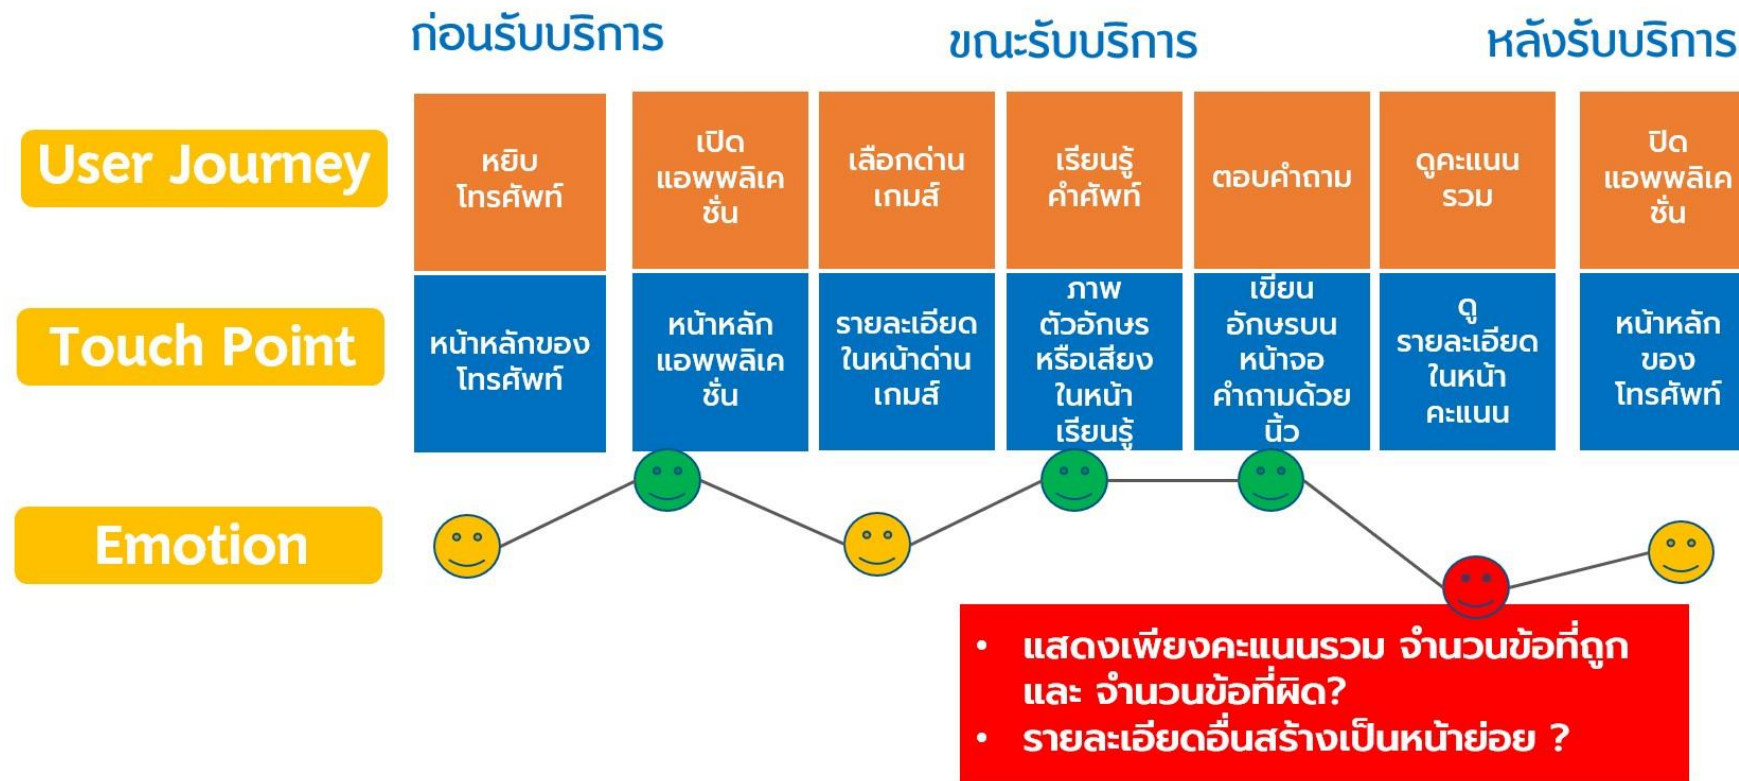 ก่อนรับบริการ
ขณะรับบริการ
หลังรับบริการ
User Journey
หยิบ
โทรศัพท์
เปิด
แอพพลิเค
ชั่น
เลือกด่าน
เกมส์
เรียนรู้
คำศัพท์
ตอบคำถาม
ดูคะแนน
รวม
ปิด
แอพพลิเค
ชั่น
Touch Point
หน้าหลักของ
โทรศัพท์
หน้าหลัก
แอพพลิเค
ชั่น
รายละเอียด
ในหน้าด่าน
เกมส์
ภาพ
ตัวอักษร
หรือเสียง
ในหน้า
เรียนรู้
เขียน
อักษรบน
หน้าจอ
คำถามด้วย
นิ้ว
ดู
รายละเอียด
ในหน้า
คะแนน
หน้าหลัก
ของ
โทรศัพท์
Emotion
• แสดงเพียงคะแนนรวม จำนวนข้อที่ถูก
และ จำนวนข้อที่ผิด?
• รายละเอียดอื่นสร้างเป็นหน้าย่อย ?